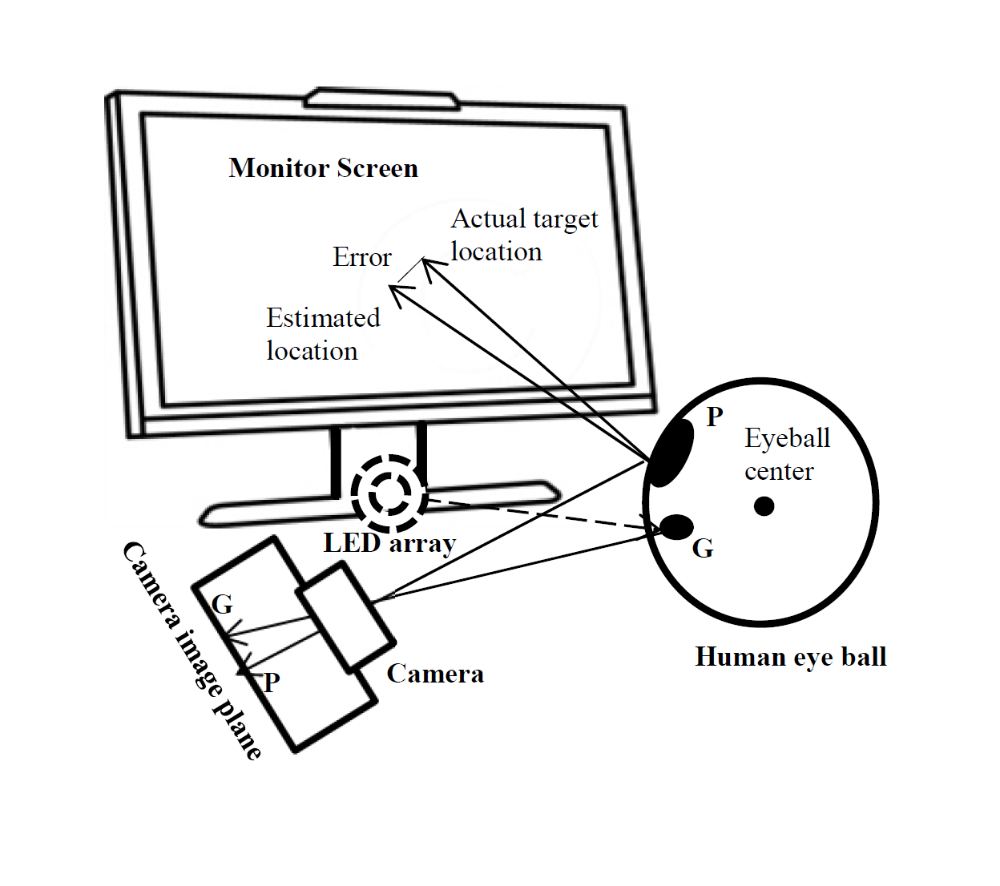 Monitor Screen
Actual target
location
Error
Estimated
location
P
Eyeball
center
G
LED array
Camera image plane
G
P
Camera
Human eye ball